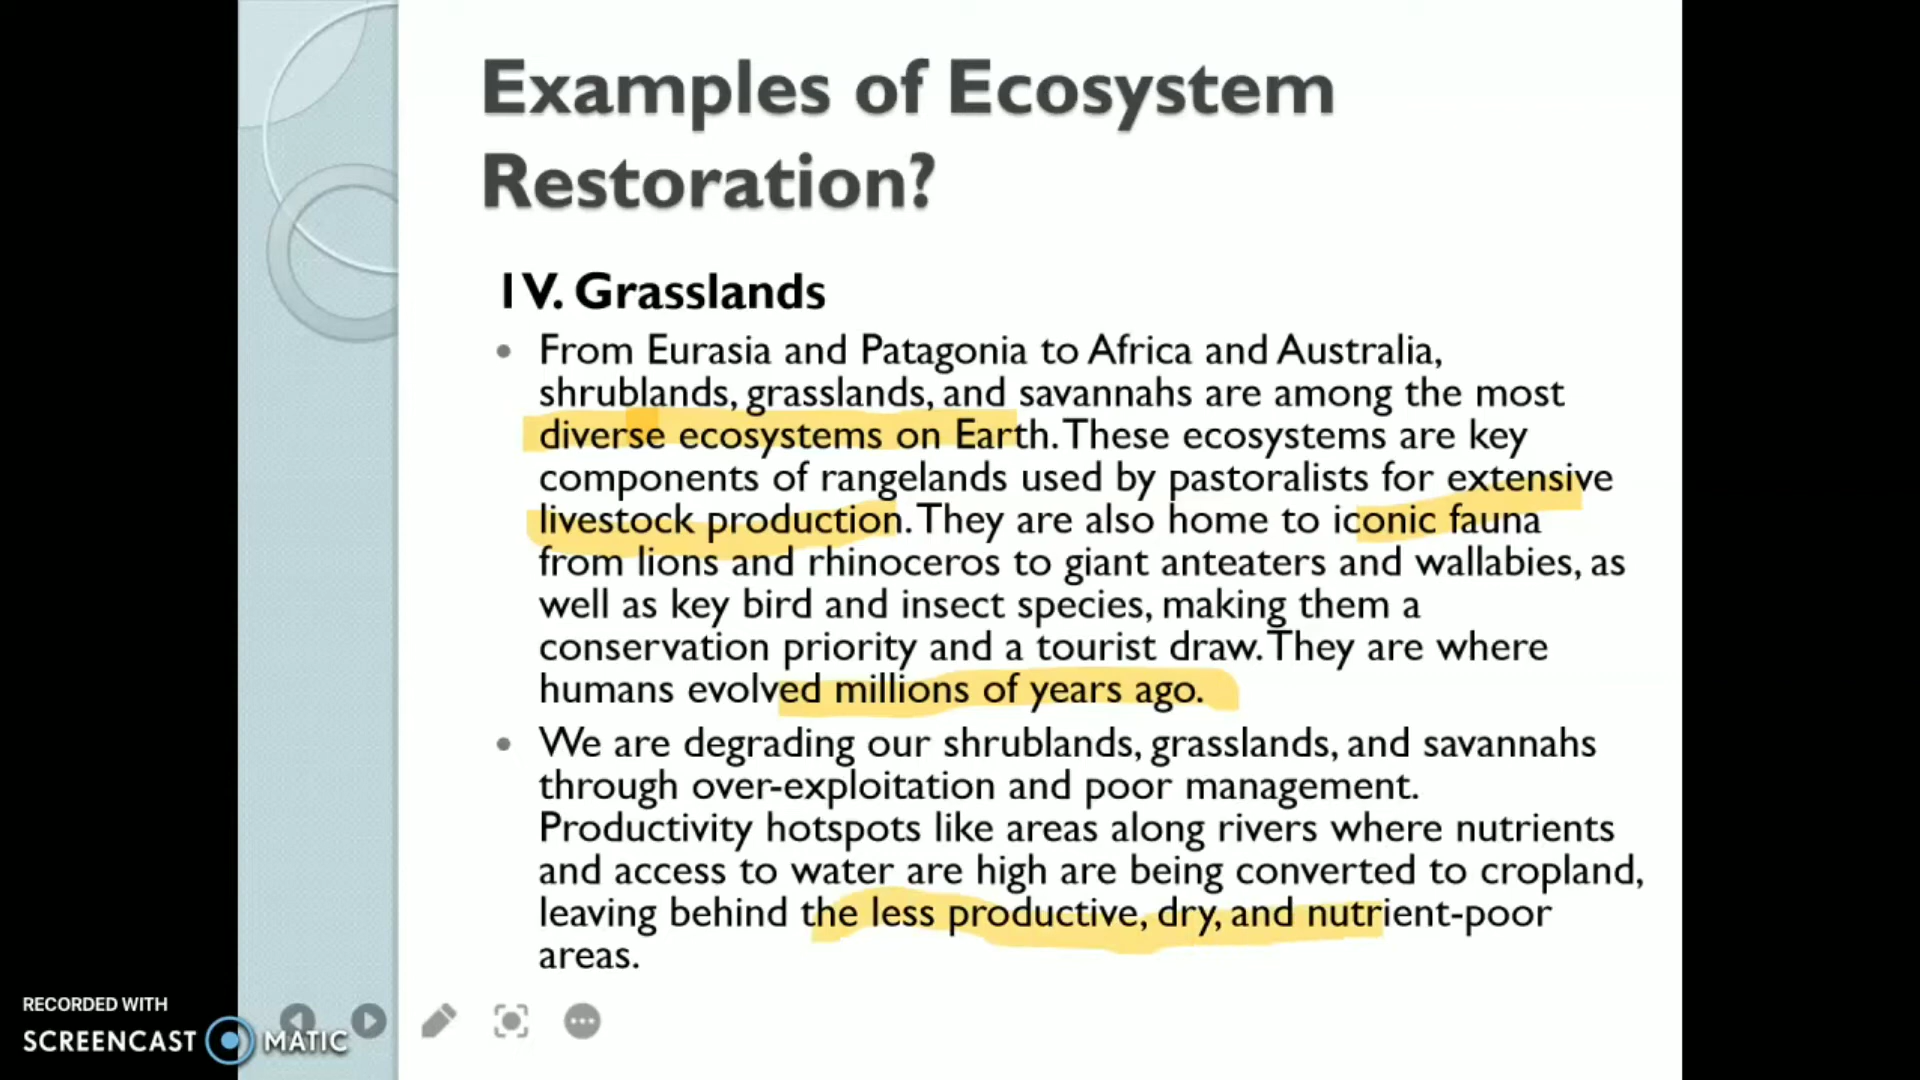 Examples of Ecosystem
Restoration?
1V. Grasslands
• From Eurasia and Patagonia to Africa and Australia,
shrublands, grasslands, and savannahs are among the most
diverse ecosystems on Earth. These ecosystems are key
components of rangelands used by pastoralists for extensive
livestock production. They are also home to iconic fauna
from lions and rhinoceros to giant anteaters and wallabies, as
well as key bird and insect species, making them a
conservation priority and a tourist draw. They are where
humans evolved millions of years ago.
• We are degrading our shrublands, grasslands, and savannahs
through over-exploitation and poor management.
Productivity hotspots like areas along rivers where nutrients
and access to water are high are being converted to cropland,
leaving behind the less productive, dry, and nutrient-poor
areas.
RECORDED WITH
SCREENCAST MATIC